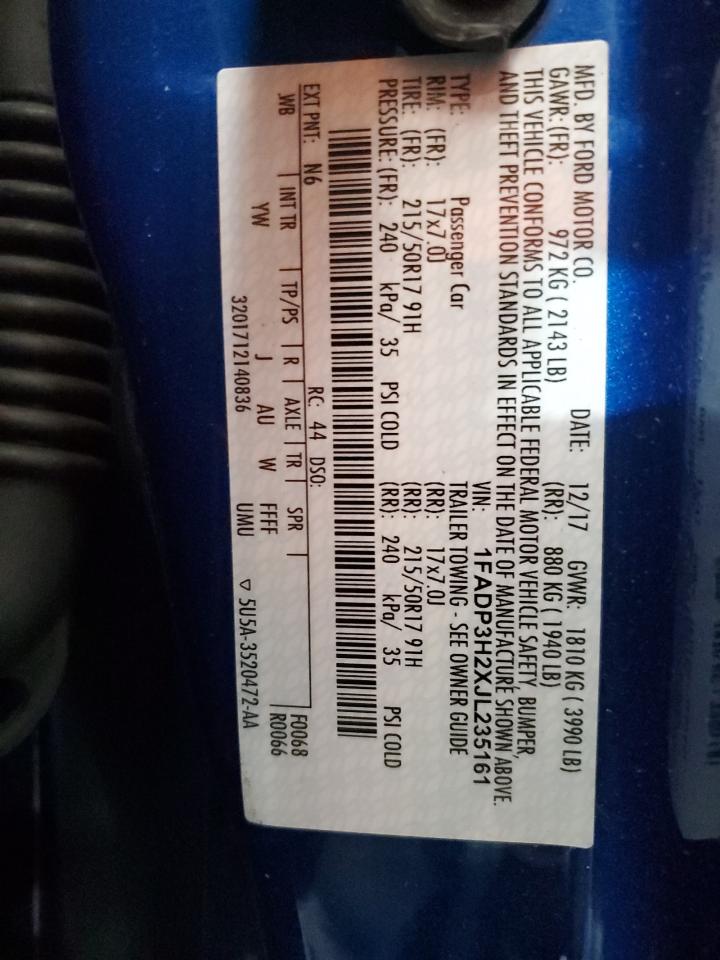 MFD. BY FORD MOTOR CO. DATE: 12/17 GVWR: 1810 KG ( 3990 LB)
GAWR: (FR): 972 KG ( 2143 LB) (RR): 880 KG ( 1940 LB)
THIS VEHICLE CONFORMS TO ALL APPLICABLE FEDERAL MOTOR VEHICLE SAFETY, BUMPER,
AND THEFT PREVENTION STANDARDS IN EFFECT ON THE DATE OF MANUFACTURE SHOWN ABOVE.
VIN: 1FADP3H2XJL235161
TYPE: Passenger Car TRAILER TOWING - SEE OWNER GUIDE
RIM: (FR): 17x7.0J (RR): 17x7.0J
TIRE: (FR): 215/50R17 91H (RR): 215/50R17 91H
PRESSURE: (FR): 240 kPa/ 35 PSI COLD (RR): 240 kPa/ 35 PSI COLD
EXT PNT: N6 RC: 44 DSO: F0068
WB | INT TR | TP/PS | R | AXLE | TR | SPR | R0066
YW J AU W FFFF
3201712140836 UMU ▽ 5U5A-3520472-AA